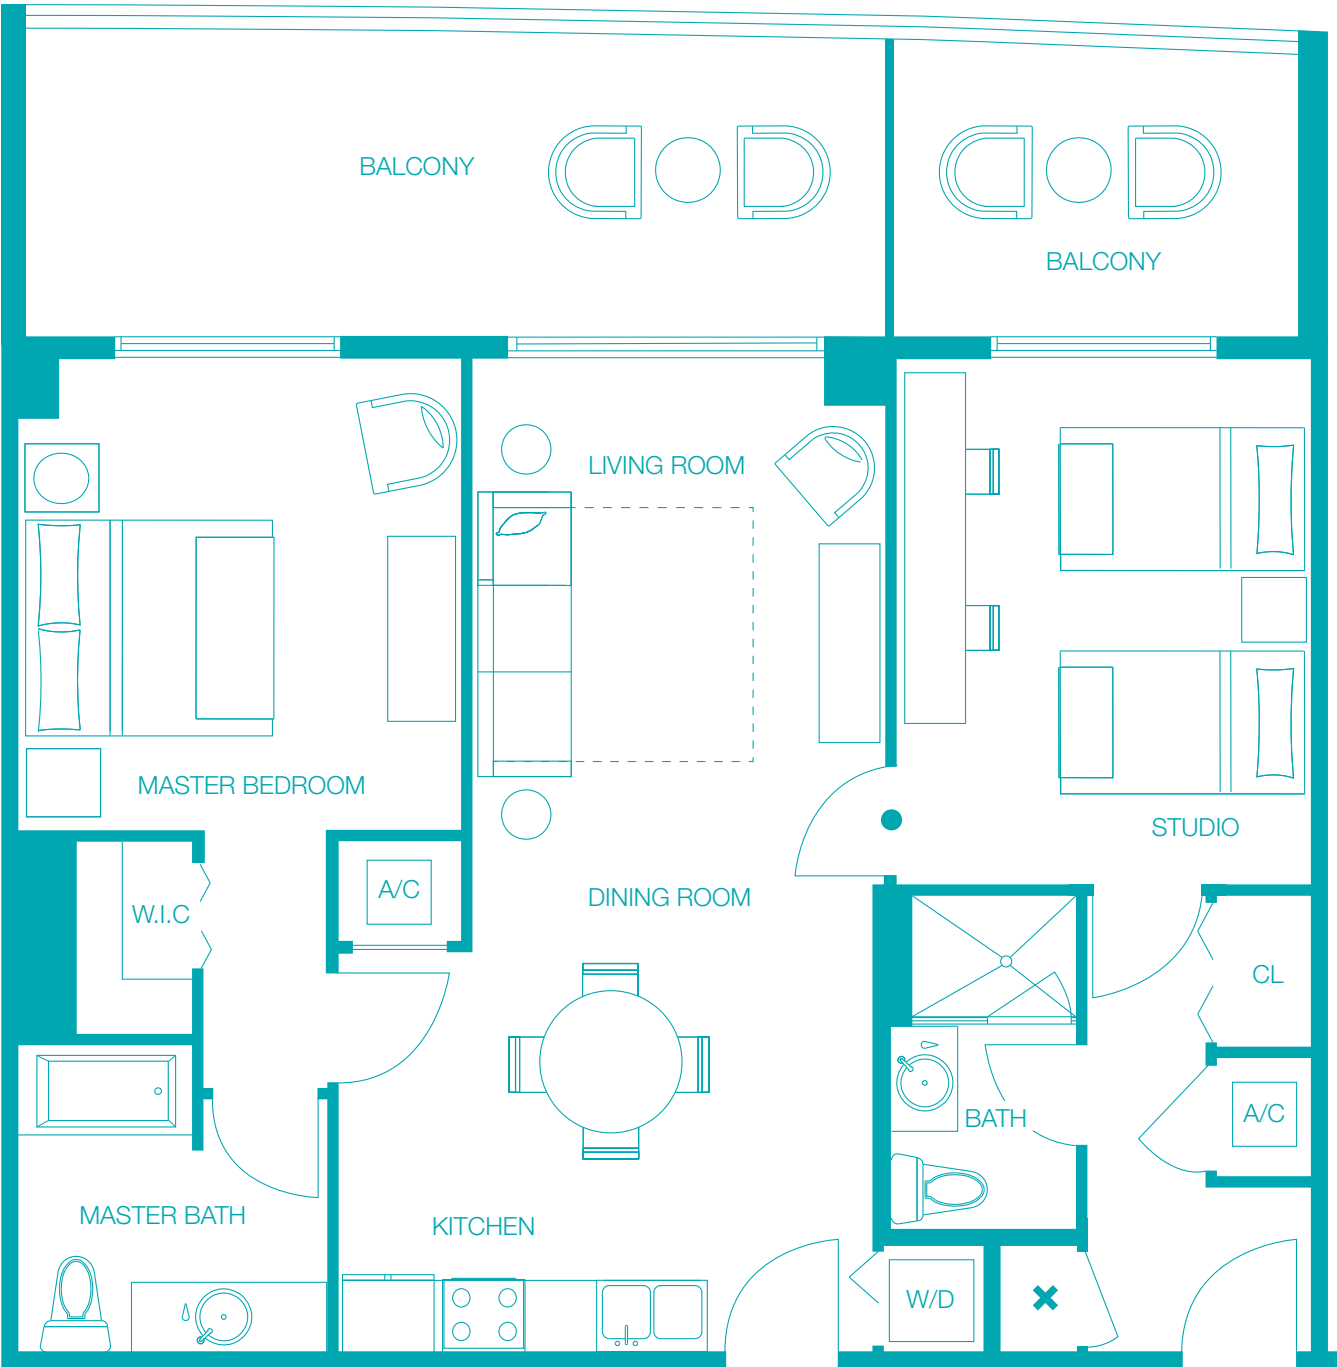 BALCONY
BALCONY
LIVING ROOM
MASTER BEDROOM
STUDIO
A/C
DINING ROOM
W.I.C
CL
A/C
BATH
MASTER BATH
KITCHEN
W/D